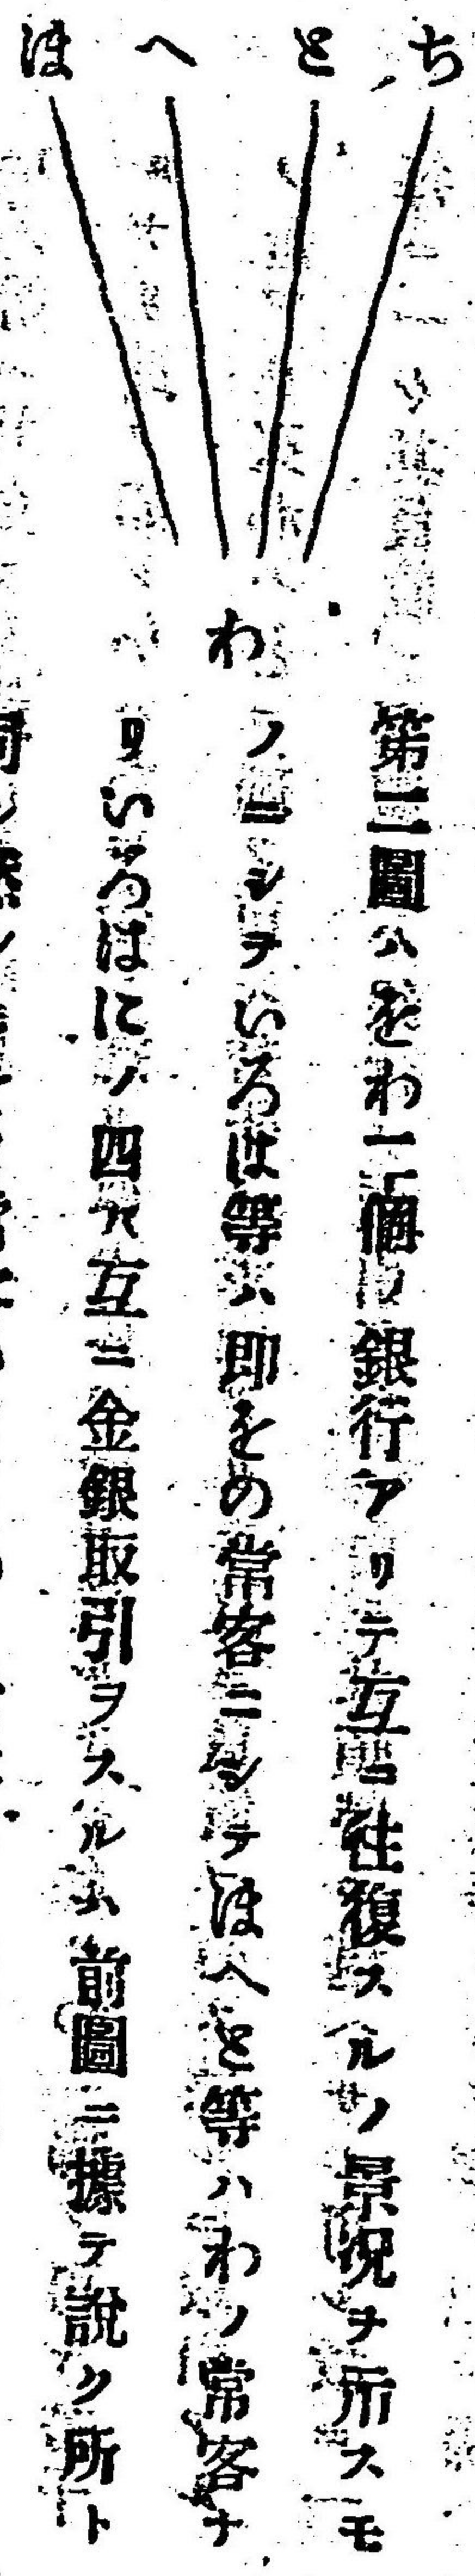 ち と へ ほ
わ
第二圖ハをわ二個ノ銀行アリテ互ニ往復スルノ景況ヲ示スモ
ノニシテいろは等ハ即をの常客ニシテほへと等ハわノ常客ナ
リいろはにノ四人互ニ金銀取引ヲスルハ前圖ニ據テ說ク所ト